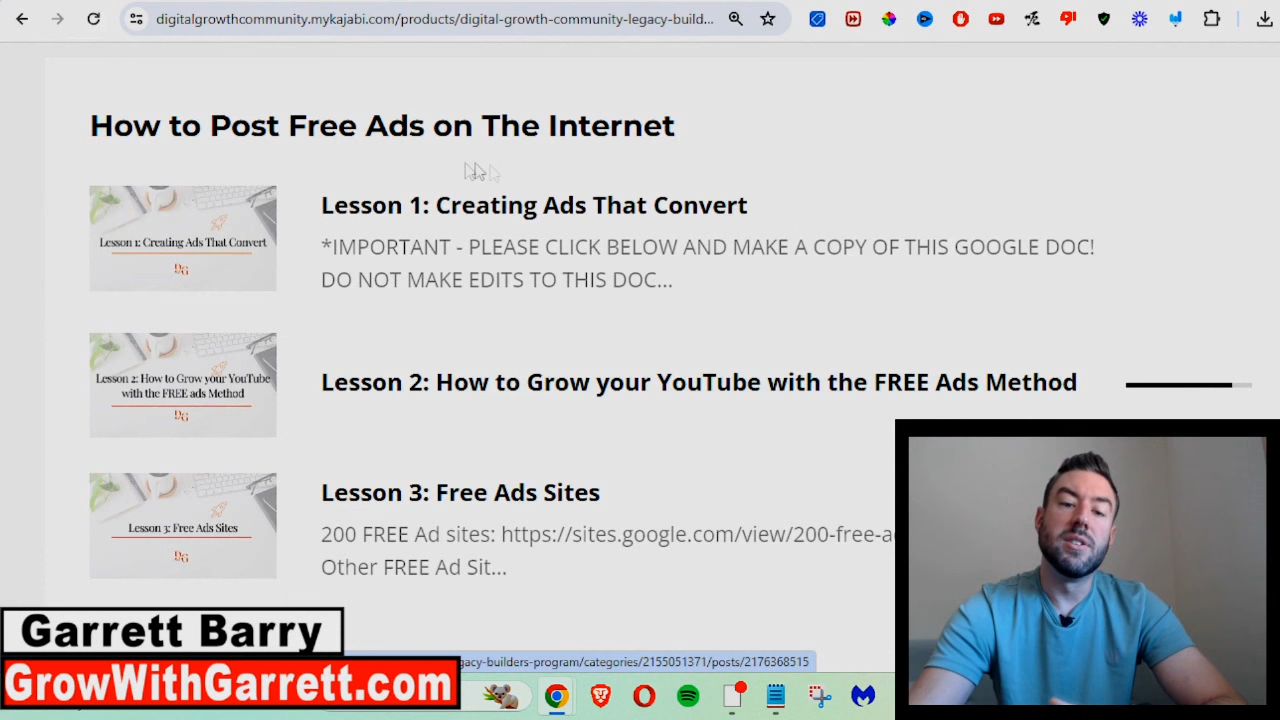 digitalgrowthcommunity.mykajabi.com/products/digital-growth-community-legacy-build...
How to Post Free Ads on The Internet
Lesson 1: Creating Ads That Convert
DG
Lesson 1: Creating Ads That Convert
*IMPORTANT - PLEASE CLICK BELOW AND MAKE A COPY OF THIS GOOGLE DOC!
DO NOT MAKE EDITS TO THIS DOC...
Lesson 2: How to Grow your YouTube
with the FREE ads Method
DG
Lesson 2: How to Grow your YouTube with the FREE Ads Method
Lesson 3: Free Ads Sites
DG
Lesson 3: Free Ads Sites
200 FREE Ad sites: https://sites.google.com/view/200-free-a
Other FREE Ad Sit...
Garrett Barry
GrowWithGarrett.com
gacy-builders-program/categories/2155051371/posts/2176368515